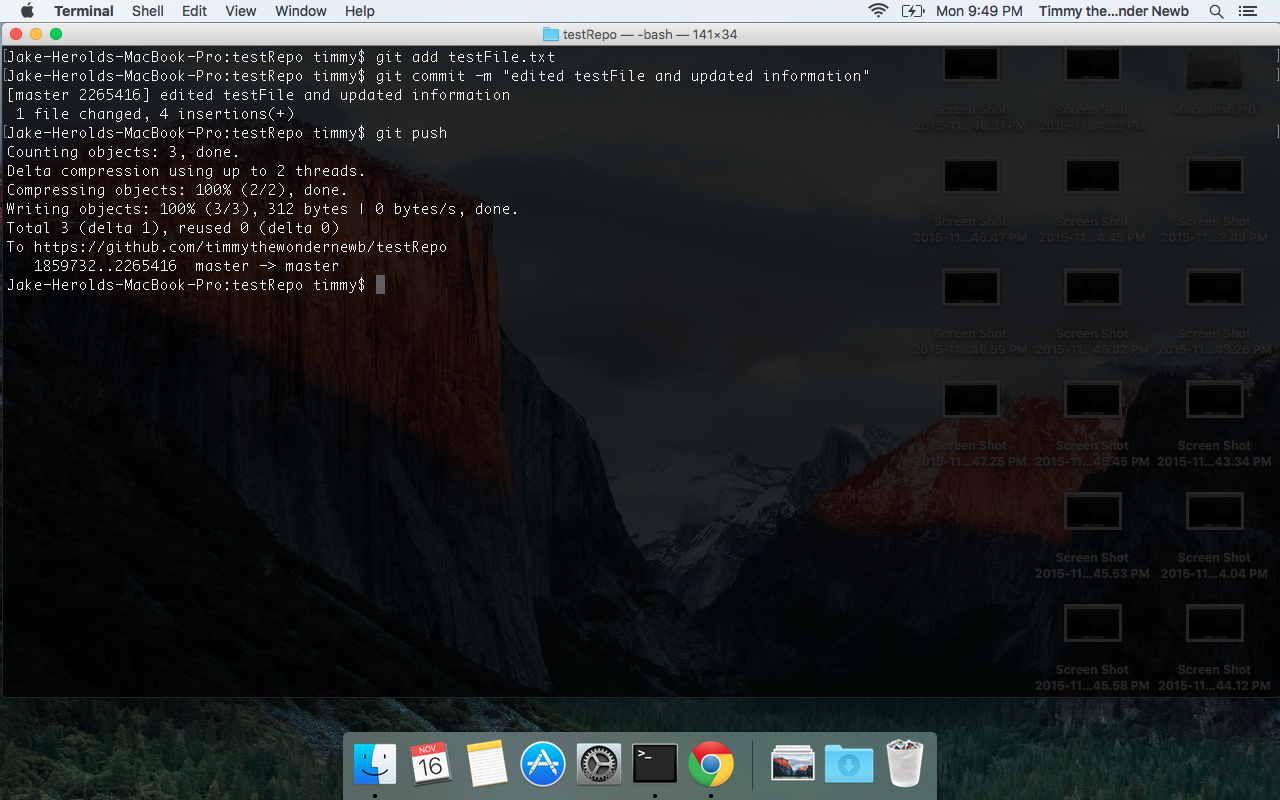 Terminal Shell Edit View Window Help Mon 9:49 PM Timmy the...nder Newb
testRepo — -bash — 141×34
[Jake-Herolds-MacBook-Pro:testRepo timmy$ git add testFile.txt ]
[Jake-Herolds-MacBook-Pro:testRepo timmy$ git commit -m "edited testFile and updated information" ]
[master 2265416] edited testFile and updated information
 1 file changed, 4 insertions(+)
[Jake-Herolds-MacBook-Pro:testRepo timmy$ git push ]
Counting objects: 3, done.
Delta compression using up to 2 threads.
Compressing objects: 100% (2/2), done.
Writing objects: 100% (3/3), 312 bytes | 0 bytes/s, done.
Total 3 (delta 1), reused 0 (delta 0)
To https://github.com/timmythewondernewb/testRepo
   1859732..2265416  master -> master
Jake-Herolds-MacBook-Pro:testRepo timmy$
Screen Shot Screen Shot Macintosh HD
2015-11...46.31 PM 2015-11...4.23 PM
Screen Shot Screen Shot Screen Shot
2015-11...46.47 PM 2015-11...4.45 PM 2015-11...2.48 PM
Screen Shot Screen Shot Screen Shot
2015-11...46.59 PM 2015-11...45.32 PM 2015-11...43.26 PM
Screen Shot Screen Shot Screen Shot
2015-11...47.25 PM 2015-11...45.45 PM 2015-11...43.34 PM
Screen Shot Screen Shot
2015-11...45.53 PM 2015-11...4.04 PM
Screen Shot Screen Shot
2015-11...45.58 PM 2015-11...44.12 PM
NOV
16
>_